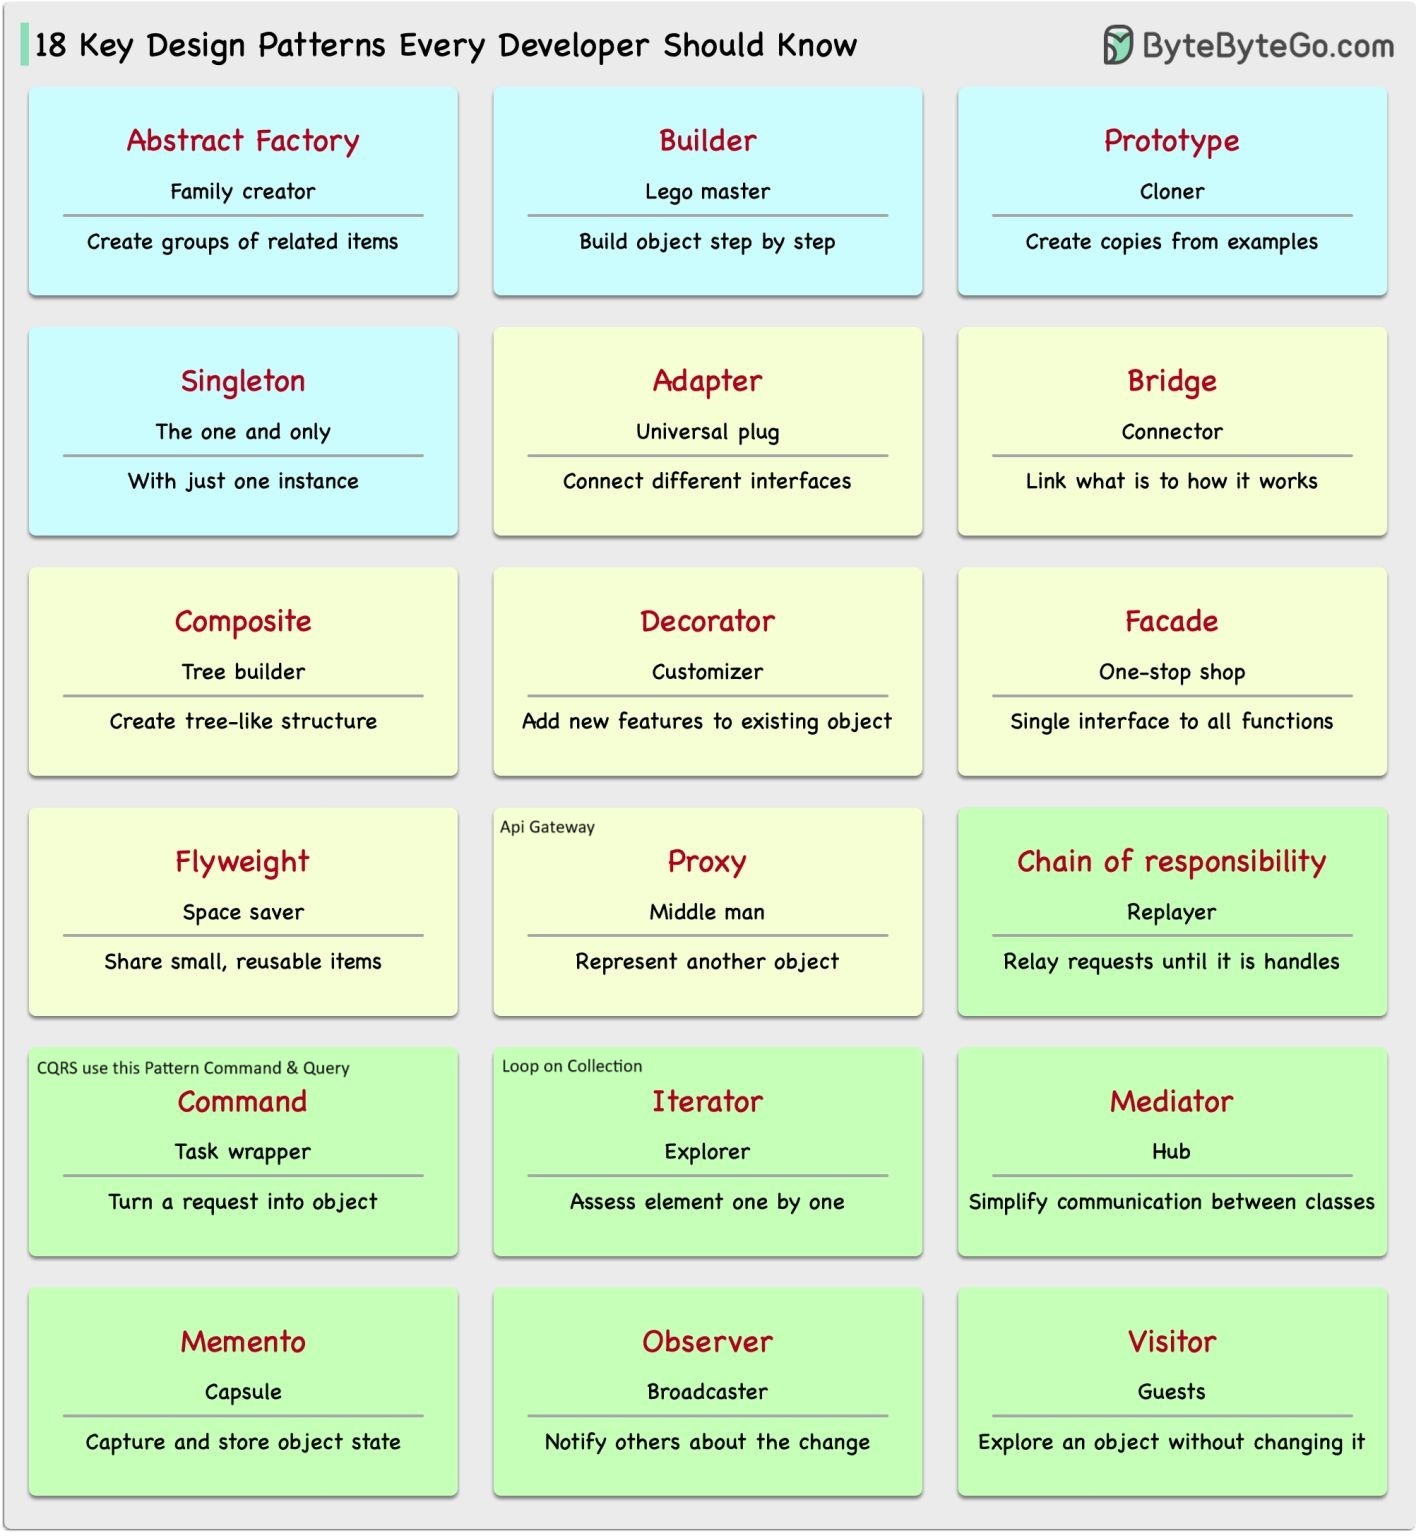 18 Key Design Patterns Every Developer Should Know
ByteByteGo.com
Abstract Factory
Family creator
Create groups of related items
Builder
Lego master
Build object step by step
Prototype
Cloner
Create copies from examples
Singleton
The one and only
With just one instance
Adapter
Universal plug
Connect different interfaces
Bridge
Connector
Link what is to how it works
Composite
Tree builder
Create tree-like structure
Decorator
Customizer
Add new features to existing object
Facade
One-stop shop
Single interface to all functions
Flyweight
Space saver
Share small, reusable items
Api Gateway
Proxy
Middle man
Represent another object
Chain of responsibility
Replayer
Relay requests until it is handles
CQRS use this Pattern Command & Query
Command
Task wrapper
Turn a request into object
Loop on Collection
Iterator
Explorer
Assess element one by one
Mediator
Hub
Simplify communication between classes
Memento
Capsule
Capture and store object state
Observer
Broadcaster
Notify others about the change
Visitor
Guests
Explore an object without changing it